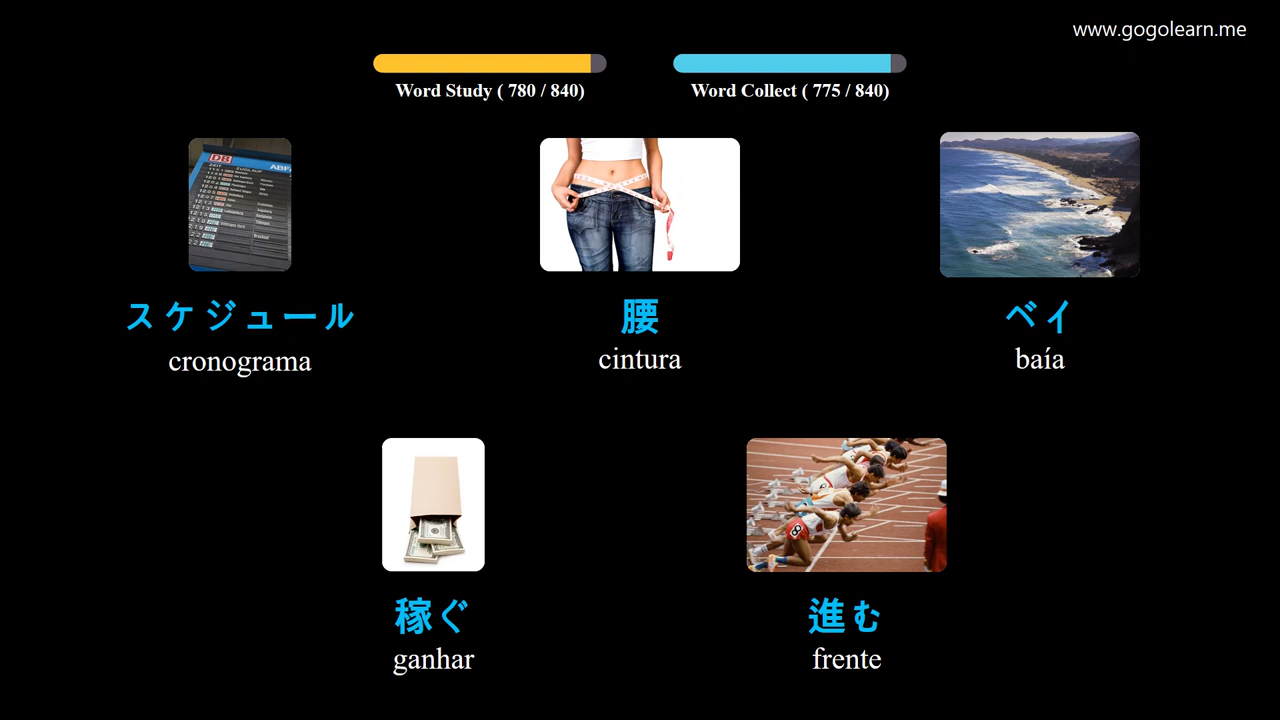 www.gogolearn.me
Word Study ( 780 / 840)
Word Collect ( 775 / 840)
DB
スケジュール
cronograma
腰
cintura
ベイ
baía
稼ぐ
ganhar
進む
frente